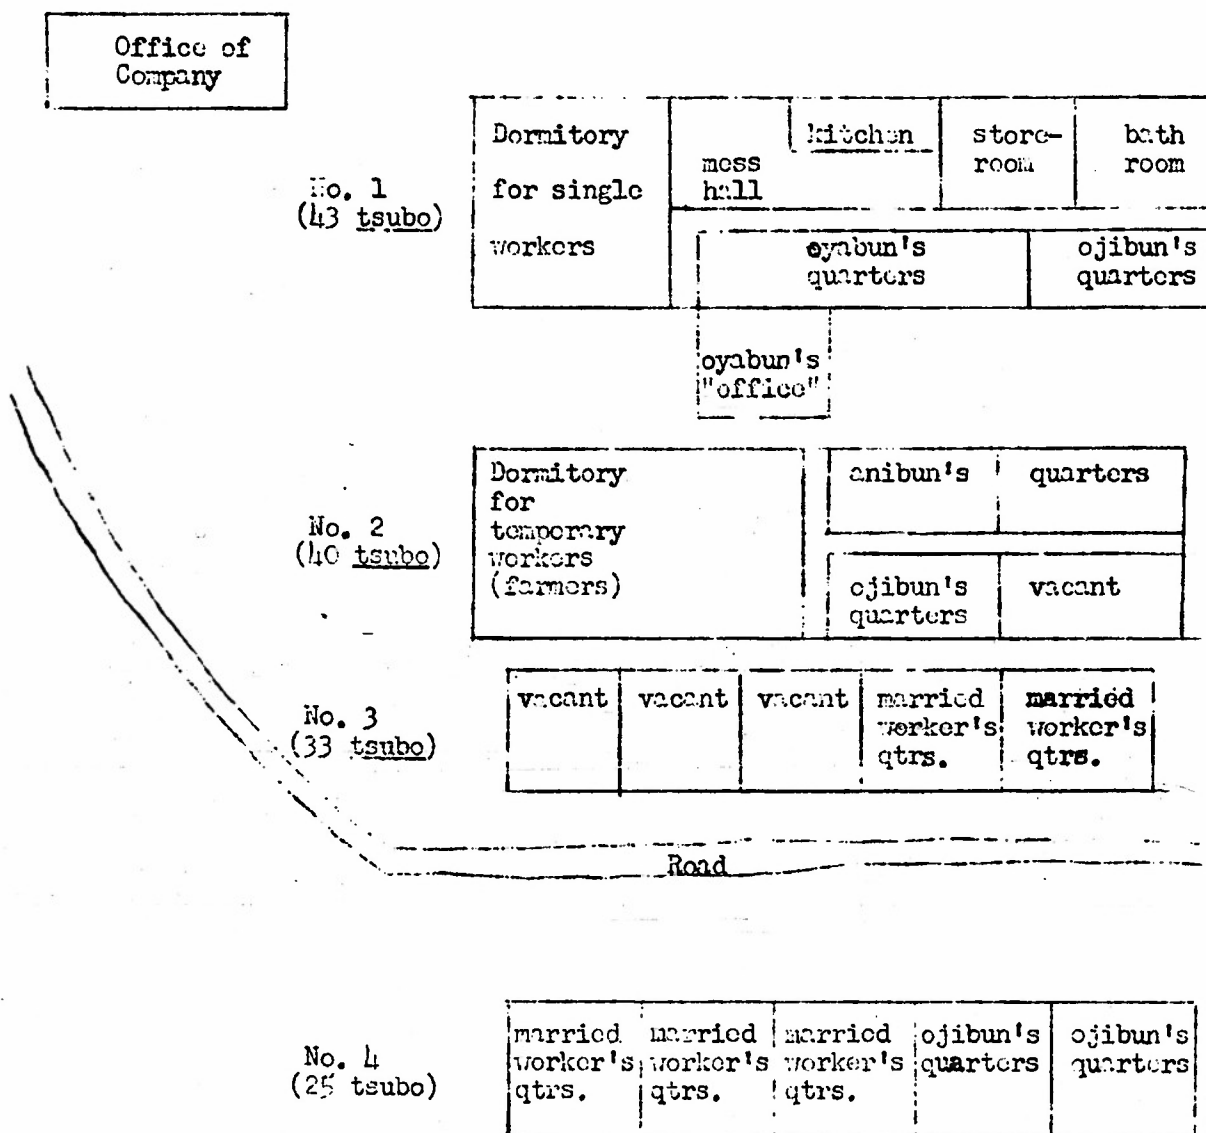 Office of
Company
No. 1
(43 tsubo)
Dormitory
for single
workers
mess
hall
kitchen
store-
room
bath
room
oyabun's
quarters
ojibun's
quarters
oyabun's
"office"
No. 2
(40 tsubo)
Dormitory
for
temporary
workers
(farmers)
anibun's quarters
ojibun's
quarters
vacant
No. 3
(33 tsubo)
vacant
vacant
vacant
married
worker's
qtrs.
married
worker's
qtrs.
Road
No. 4
(25 tsubo)
married
worker's
qtrs.
married
worker's
qtrs.
married
worker's
qtrs.
ojibun's
quarters
ojibun's
quarters